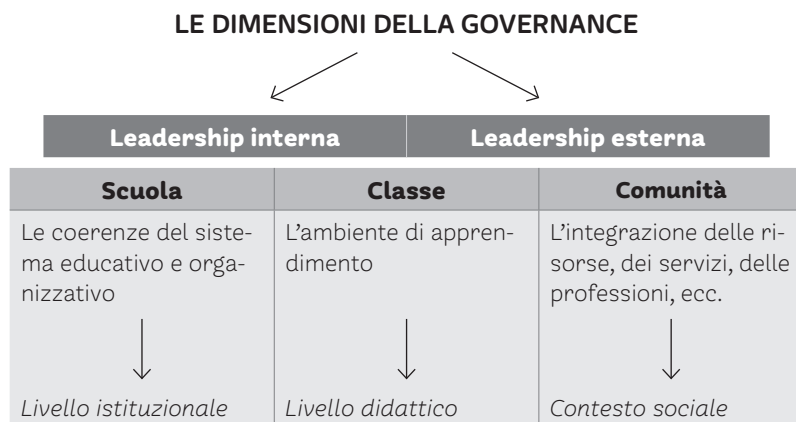 LE DIMENSIONI DELLA GOVERNANCE
Leadership interna
Leadership esterna
Scuola
Classe
Comunità
Le coerenze del siste-
ma educativo e orga-
nizzativo
L'ambiente di appren-
dimento
L'integrazione delle ri-
sorse, dei servizi, delle
professioni, ecc.
Livello istituzionale
Livello didattico
Contesto sociale